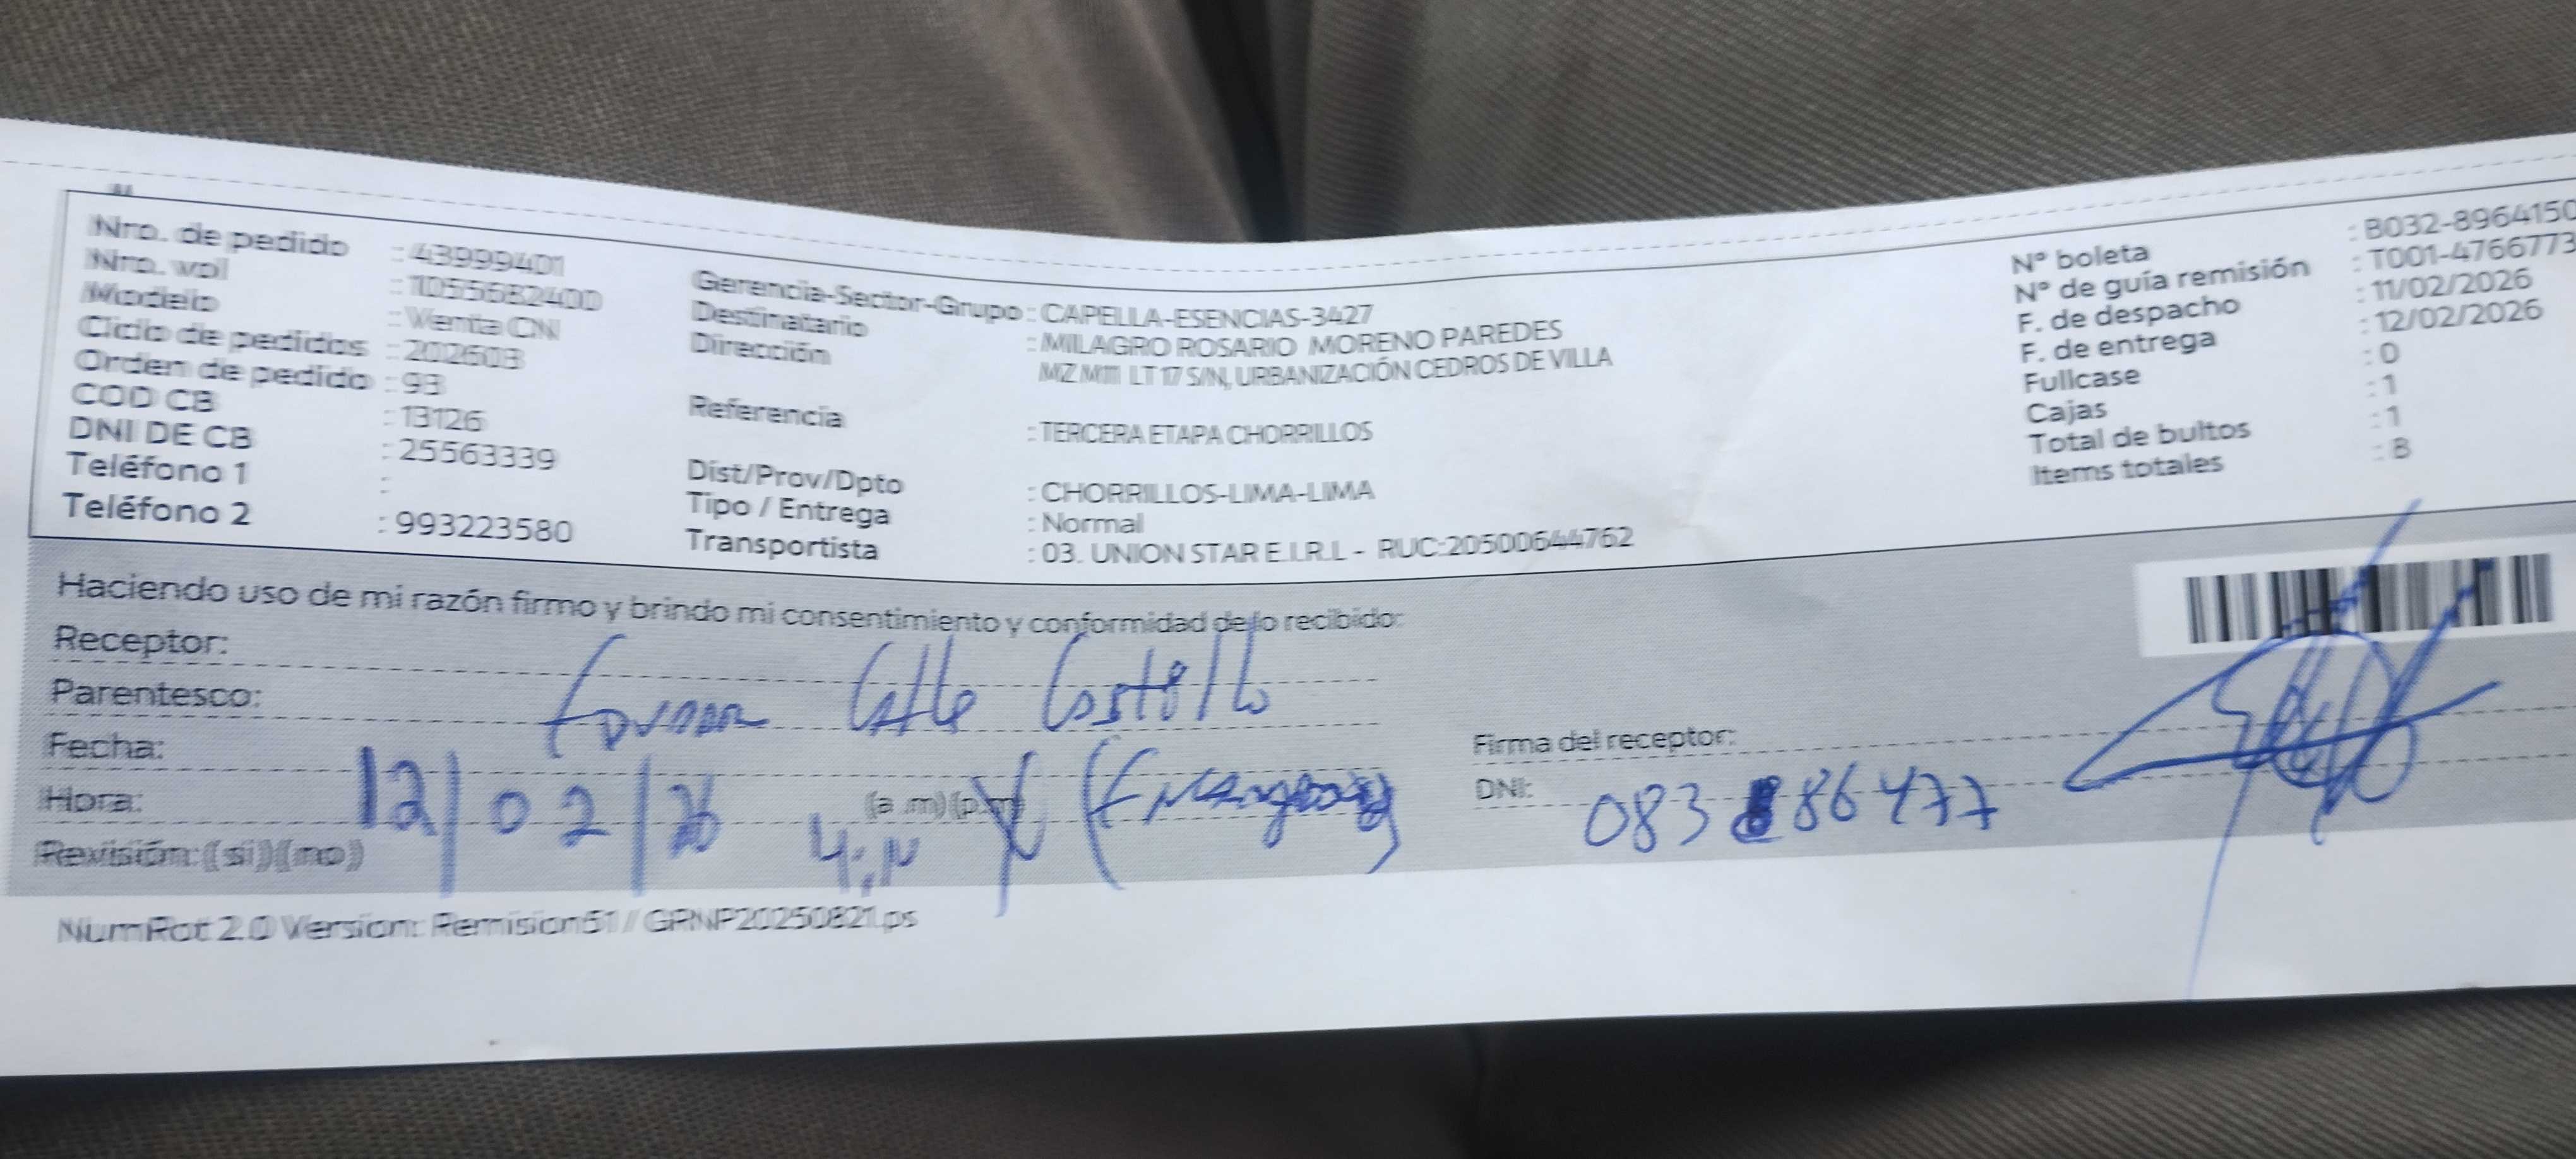 Nro. de pedido : 43999401
Nro. wol : 1055682400
Modelo : Venta CN
Ciclo de pedidos : 202603
Orden de pedido : 93
COD CB : 13126
DNI DE CB : 25563339
Teléfono 1 :
Teléfono 2 : 993223580
Gerencia-Sector-Grupo : CAPELLA-ESENCIAS-3427
Destinatario : MILAGRO ROSARIO MORENO PAREDES
Dirección : MZ M111 LT 17 S/N, URBANIZACIÓN CEDROS DE VILLA
Referencia : TERCERA ETAPA CHORRILLOS
Dist/Prov/Dpto : CHORRILLOS-LIMA-LIMA
Tipo / Entrega : Normal
Transportista : 03. UNION STAR E.I.R.L - RUC:20500644762
N° boleta : B032-8964150
N° de guía remisión : T001-4766773
F. de despacho : 11/02/2026
F. de entrega : 12/02/2026
Fullcase : 0
Cajas : 1
Total de bultos : 1
Items totales : 8
Haciendo uso de mi razón firmo y brindo mi consentimiento y conformidad de lo recibido:
Receptor:
Parentesco: Calle Castillo
Fecha: 12/02/26
Hora: (a.m)(p.m)
Revisión: (si)(no)
Firma del receptor:
DNI: 083 86477
NumRot 2.0 Version: Remision51 / GRNP20250821.ps